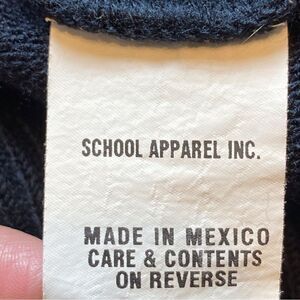 SCHOOL APPAREL INC.
MADE IN MEXICO
CARE & CONTENTS
ON REVERSE